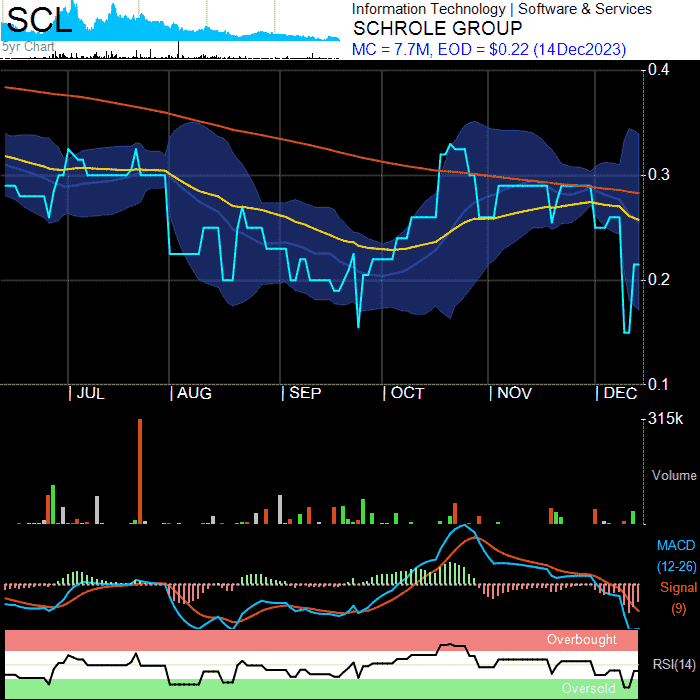 SCL
5yr Chart
Information Technology | Software & Services
SCHROLE GROUP
MC = 7.7M, EOD = $0.22 (14Dec2023)
0.4
0.3
0.2
0.1
| JUL | AUG | SEP | OCT | NOV | DEC
315k
Volume
MACD
(12-26)
Signal
(9)
Overbought
RSI(14)
Oversold